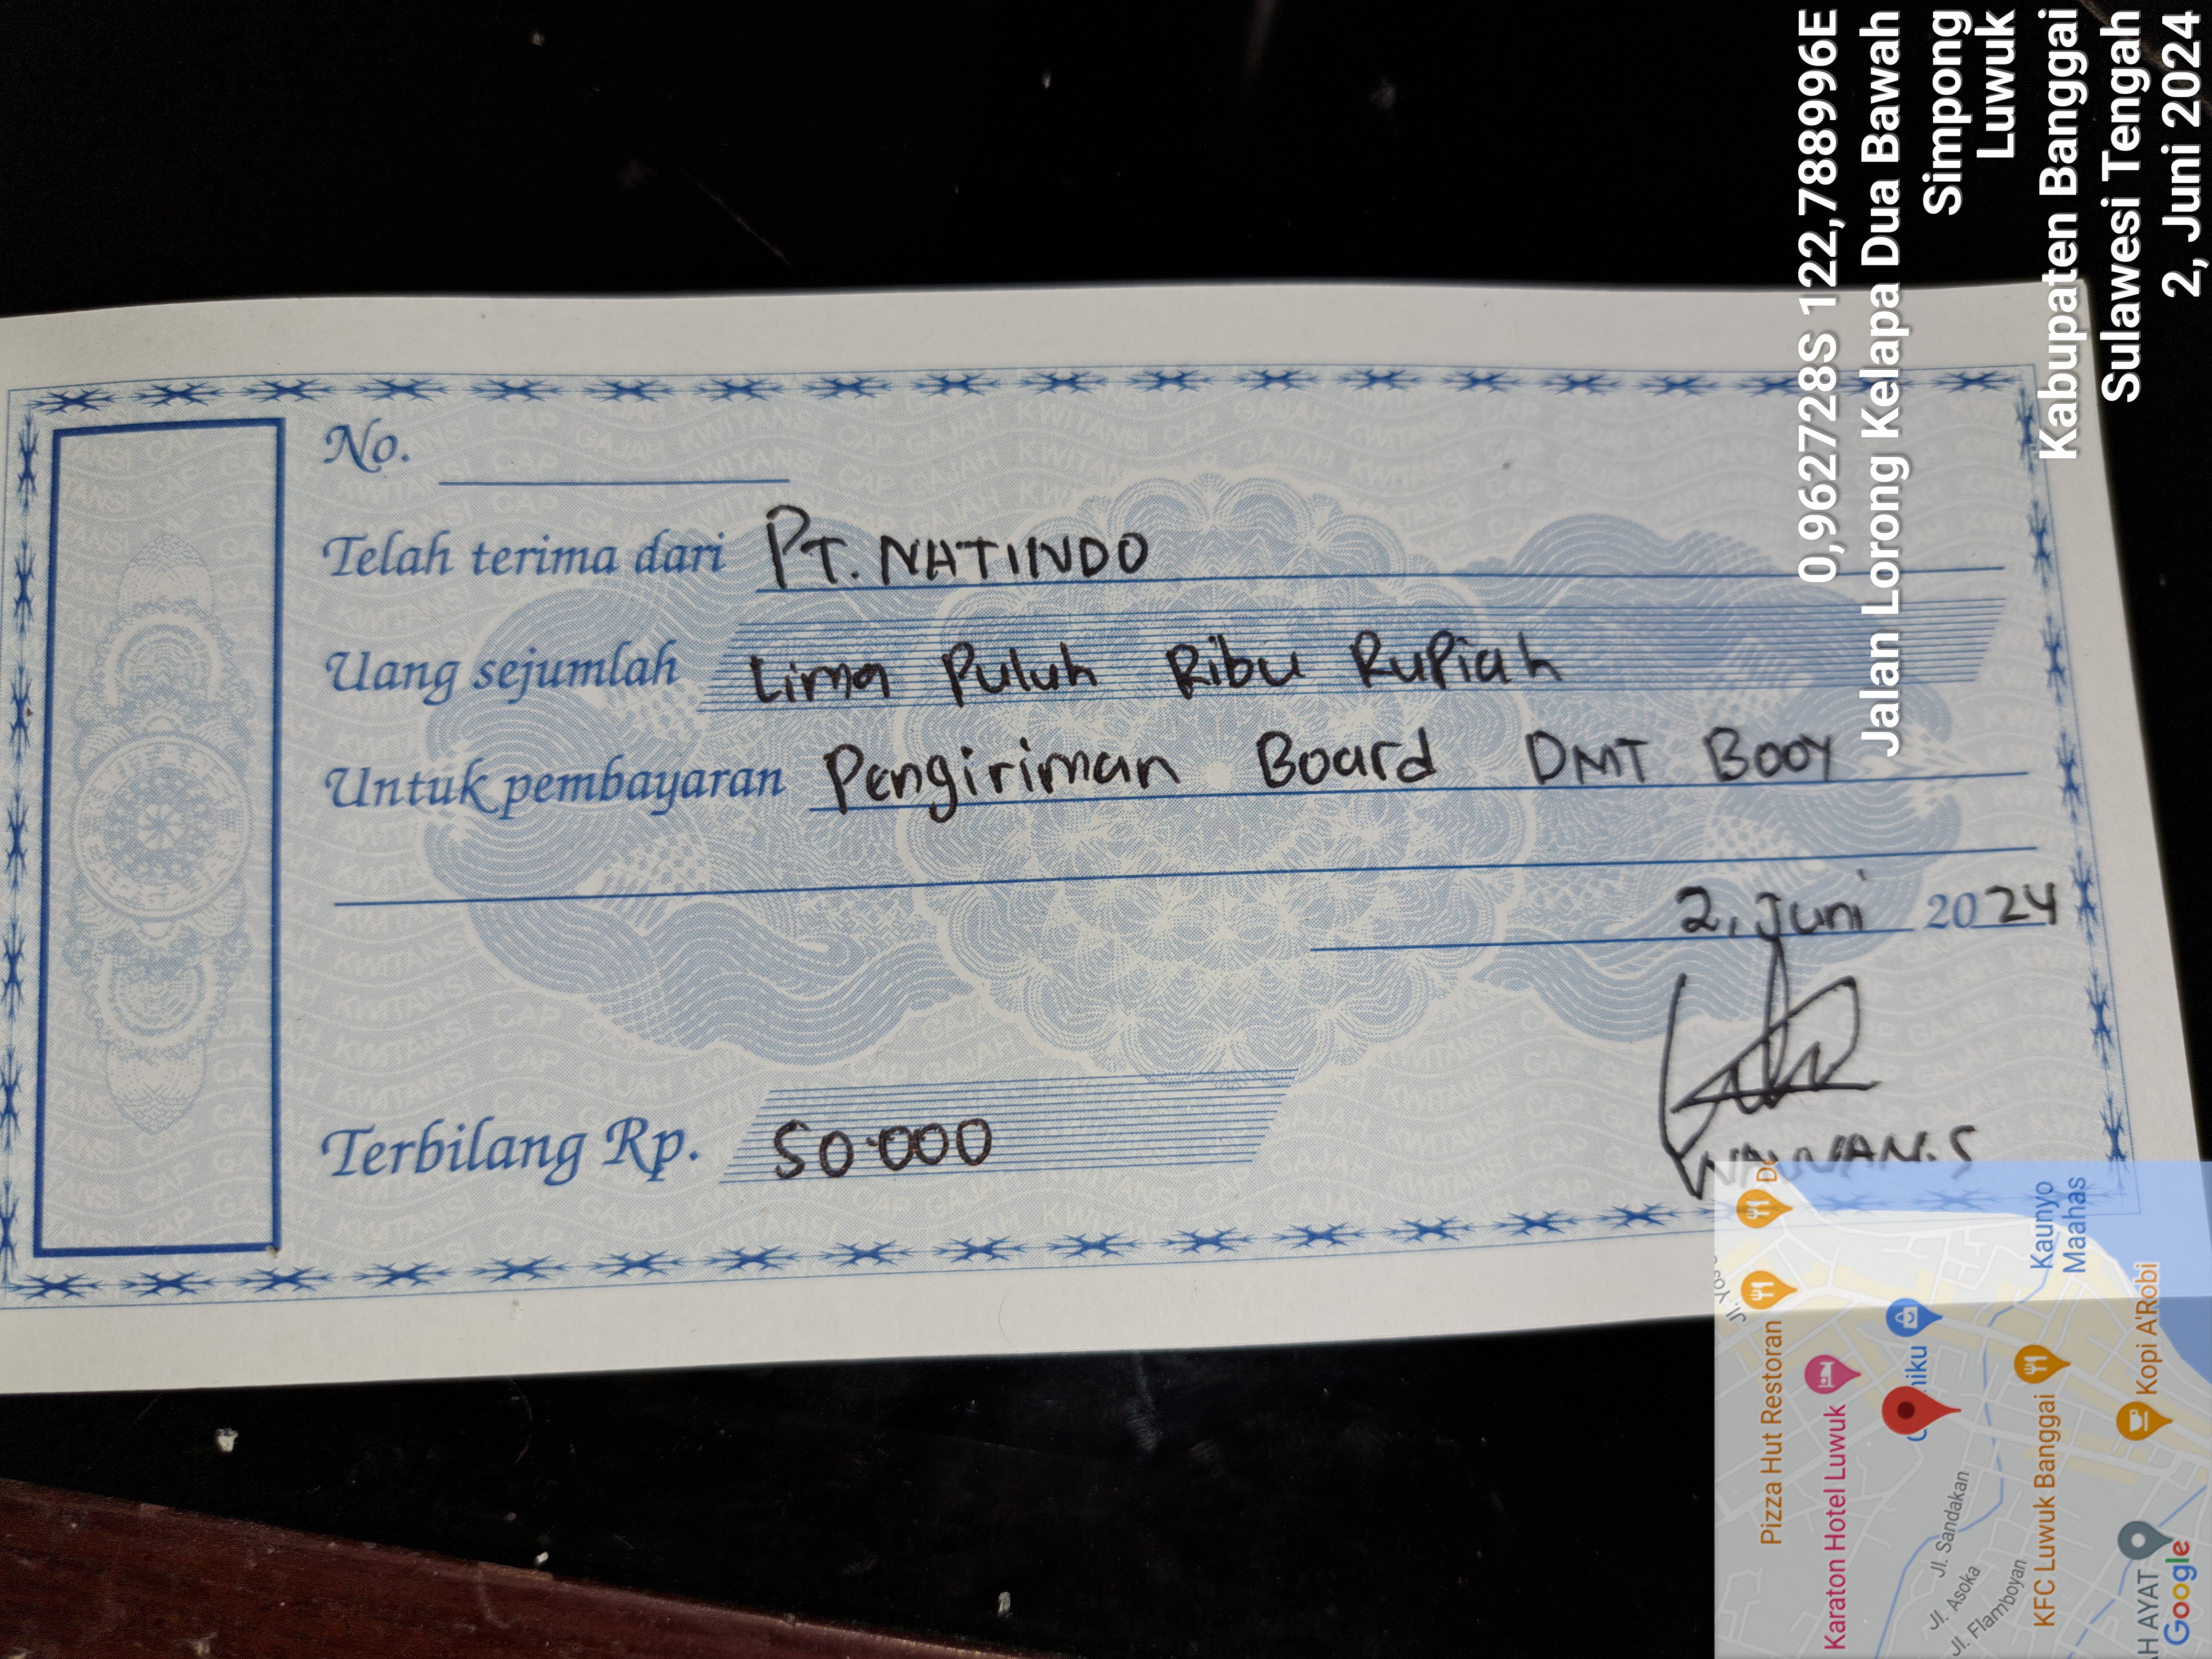 No.
Telah terima dari PT. NATINDO
Uang sejumlah Lima Puluh Ribu Rupiah
Untuk pembayaran Pengiriman Board DMT BOOY
2, Juni 2024
Terbilang Rp. 50.000
0,9627728S 122,7889996E
Jalan Lorong Kelapa Dua Bawah
Simpong
Luwuk
Kabupaten Banggai
Sulawesi Tengah
2, Juni 2024
Pizza Hut Restoran
Karaton Hotel Luwuk
Jl. Sandakan
Jl. Asoka
Jl. Flamboyan
KFC Luwuk Banggai
Kaunyo
Maahas
Kopi A'Robi
AYAT
Google